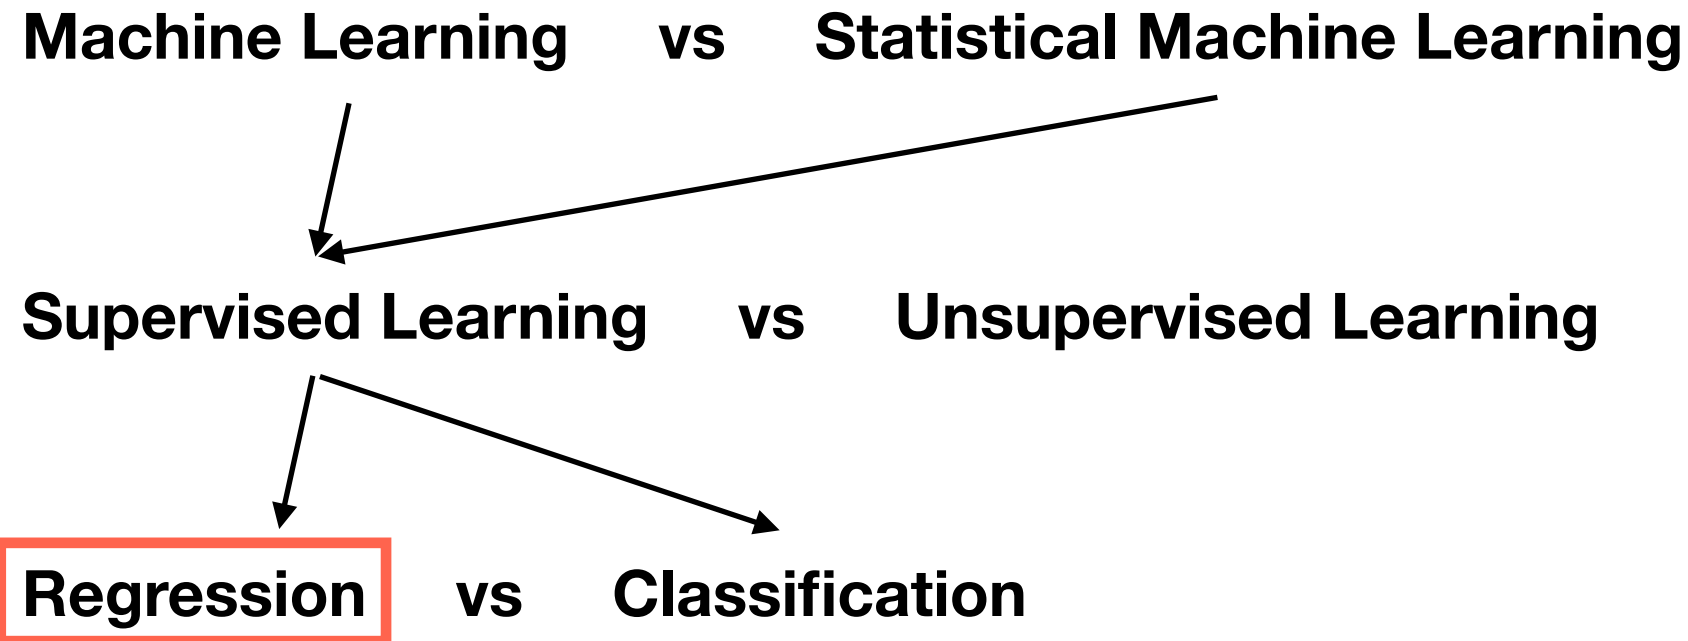 Machine Learning vs Statistical Machine Learning
Supervised Learning vs Unsupervised Learning
Regression vs Classification